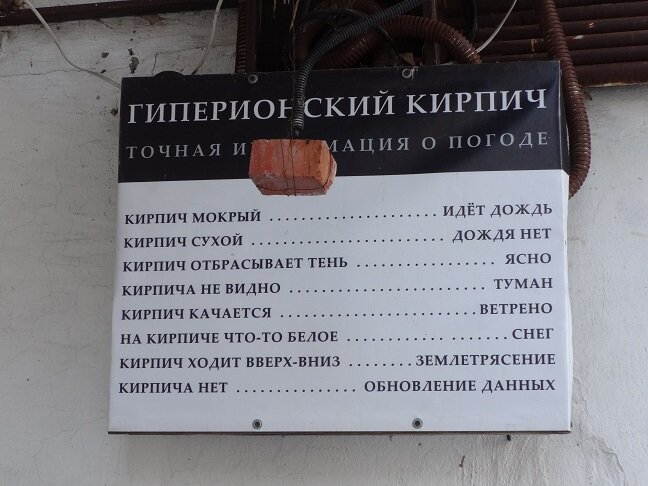 ГИПЕРИОНСКИЙ КИРПИЧ
ТОЧНАЯ И МАЦИЯ О ПОГОДЕ
КИРПИЧ МОКРЫЙ ........................ ИДЁТ ДОЖДЬ
КИРПИЧ СУХОЙ ........................... ДОЖДЯ НЕТ
КИРПИЧ ОТБРАСЫВАЕТ ТЕНЬ .................... ЯСНО
КИРПИЧА НЕ ВИДНО ............................ ТУМАН
КИРПИЧ КАЧАЕТСЯ ............................ ВЕТРЕНО
НА КИРПИЧЕ ЧТО-ТО БЕЛОЕ ................... СНЕГ
КИРПИЧ ХОДИТ ВВЕРХ-ВНИЗ ........ ЗЕМЛЕТРЯСЕНИЕ
КИРПИЧА НЕТ ............... ОБНОВЛЕНИЕ ДАННЫХ